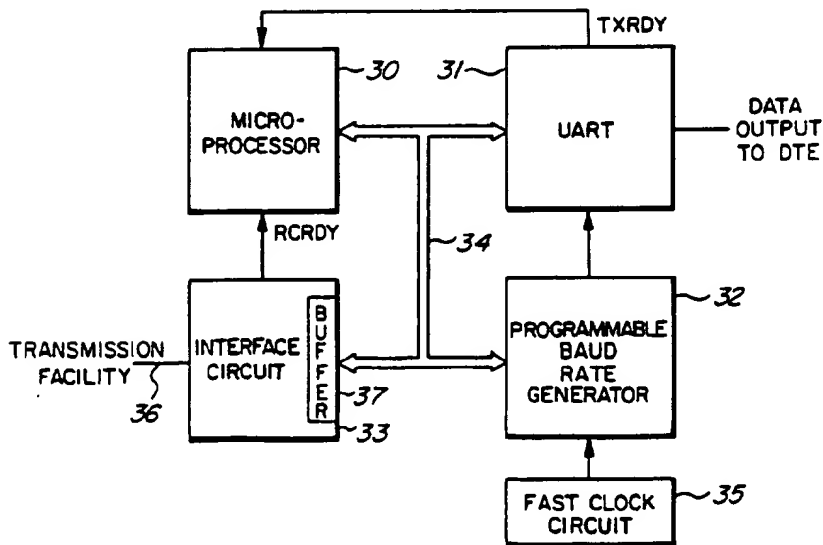 TXRDY
30
31
MICRO-
PROCESSOR
UART
DATA
OUTPUT
TO DTE
RCRDY
34
32
TRANSMISSION
FACILITY
36
INTERFACE
CIRCUIT
BUFFER
37
33
PROGRAMMABLE
BAUD
RATE
GENERATOR
FAST CLOCK
CIRCUIT
35